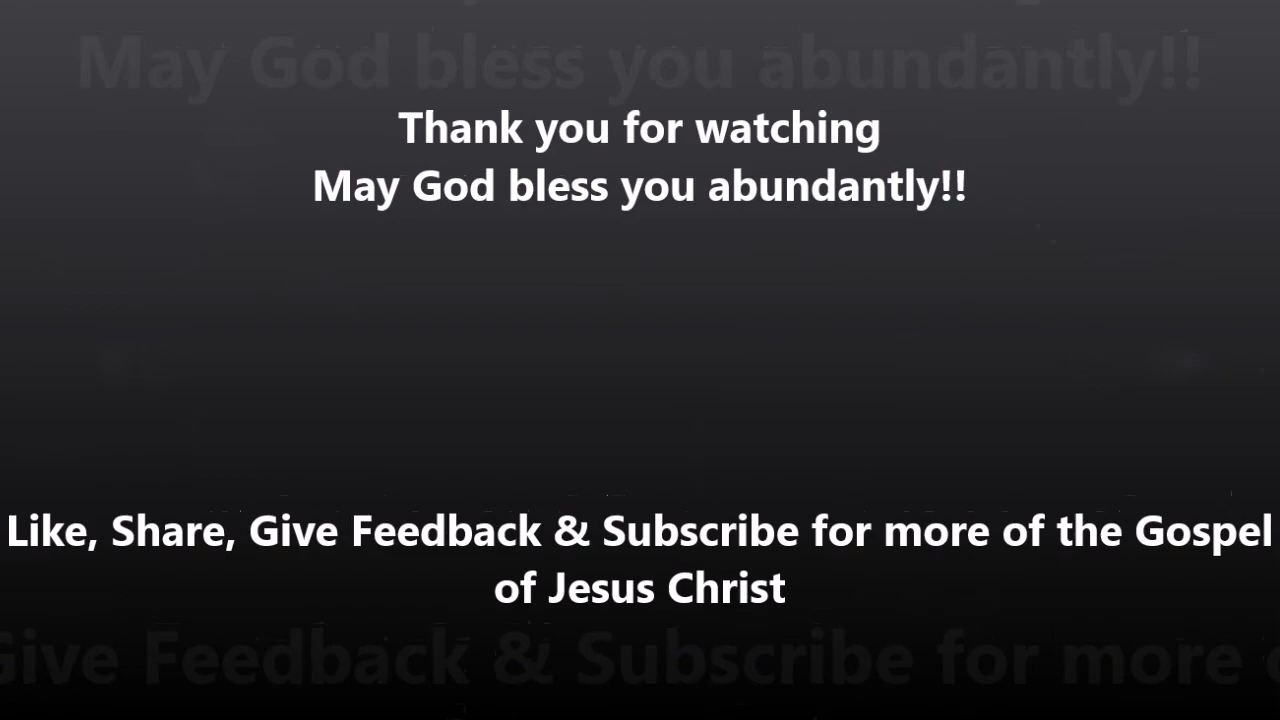 May God bless you abundantly!!
Thank you for watching
May God bless you abundantly!!
Like, Share, Give Feedback & Subscribe for more of the Gospel
of Jesus Christ
Give Feedback & Subscribe for more